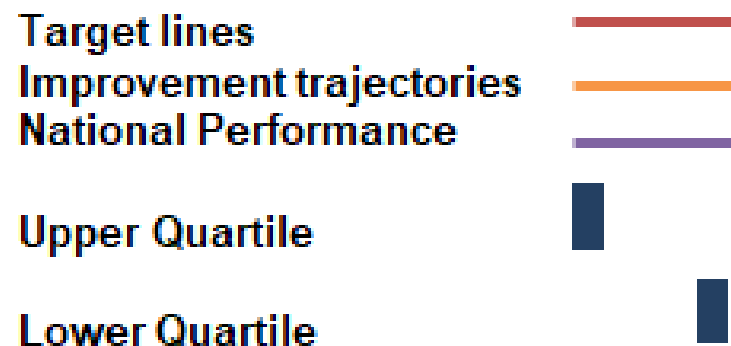 Target lines
Improvement trajectories
National Performance
Upper Quartile
Lower Quartile